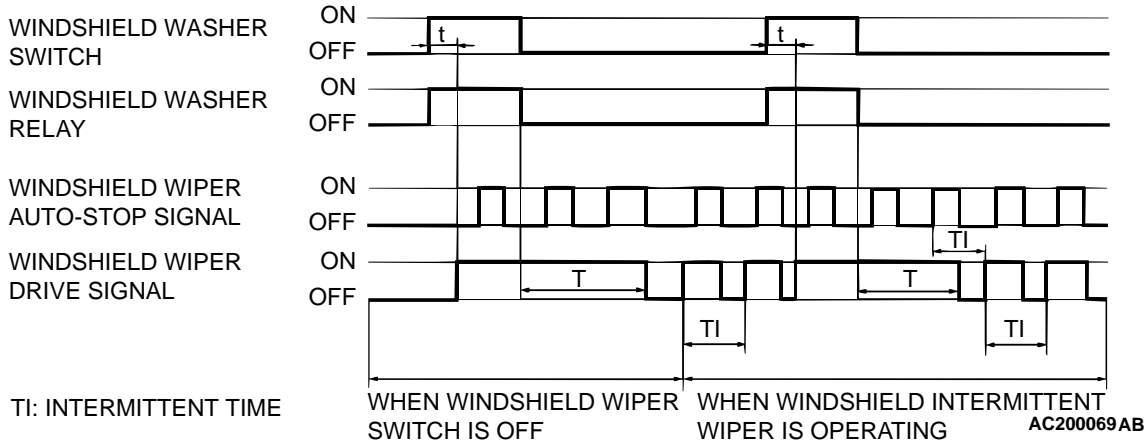 WINDSHIELD WASHER
SWITCH
ON
OFF
t
t
WINDSHIELD WASHER
RELAY
ON
OFF
WINDSHIELD WIPER
AUTO-STOP SIGNAL
ON
OFF
TI
WINDSHIELD WIPER
DRIVE SIGNAL
ON
OFF
T
T
TI
TI
TI: INTERMITTENT TIME
WHEN WINDSHIELD WIPER
SWITCH IS OFF
WHEN WINDSHIELD INTERMITTENT
WIPER IS OPERATING
AC200069AB